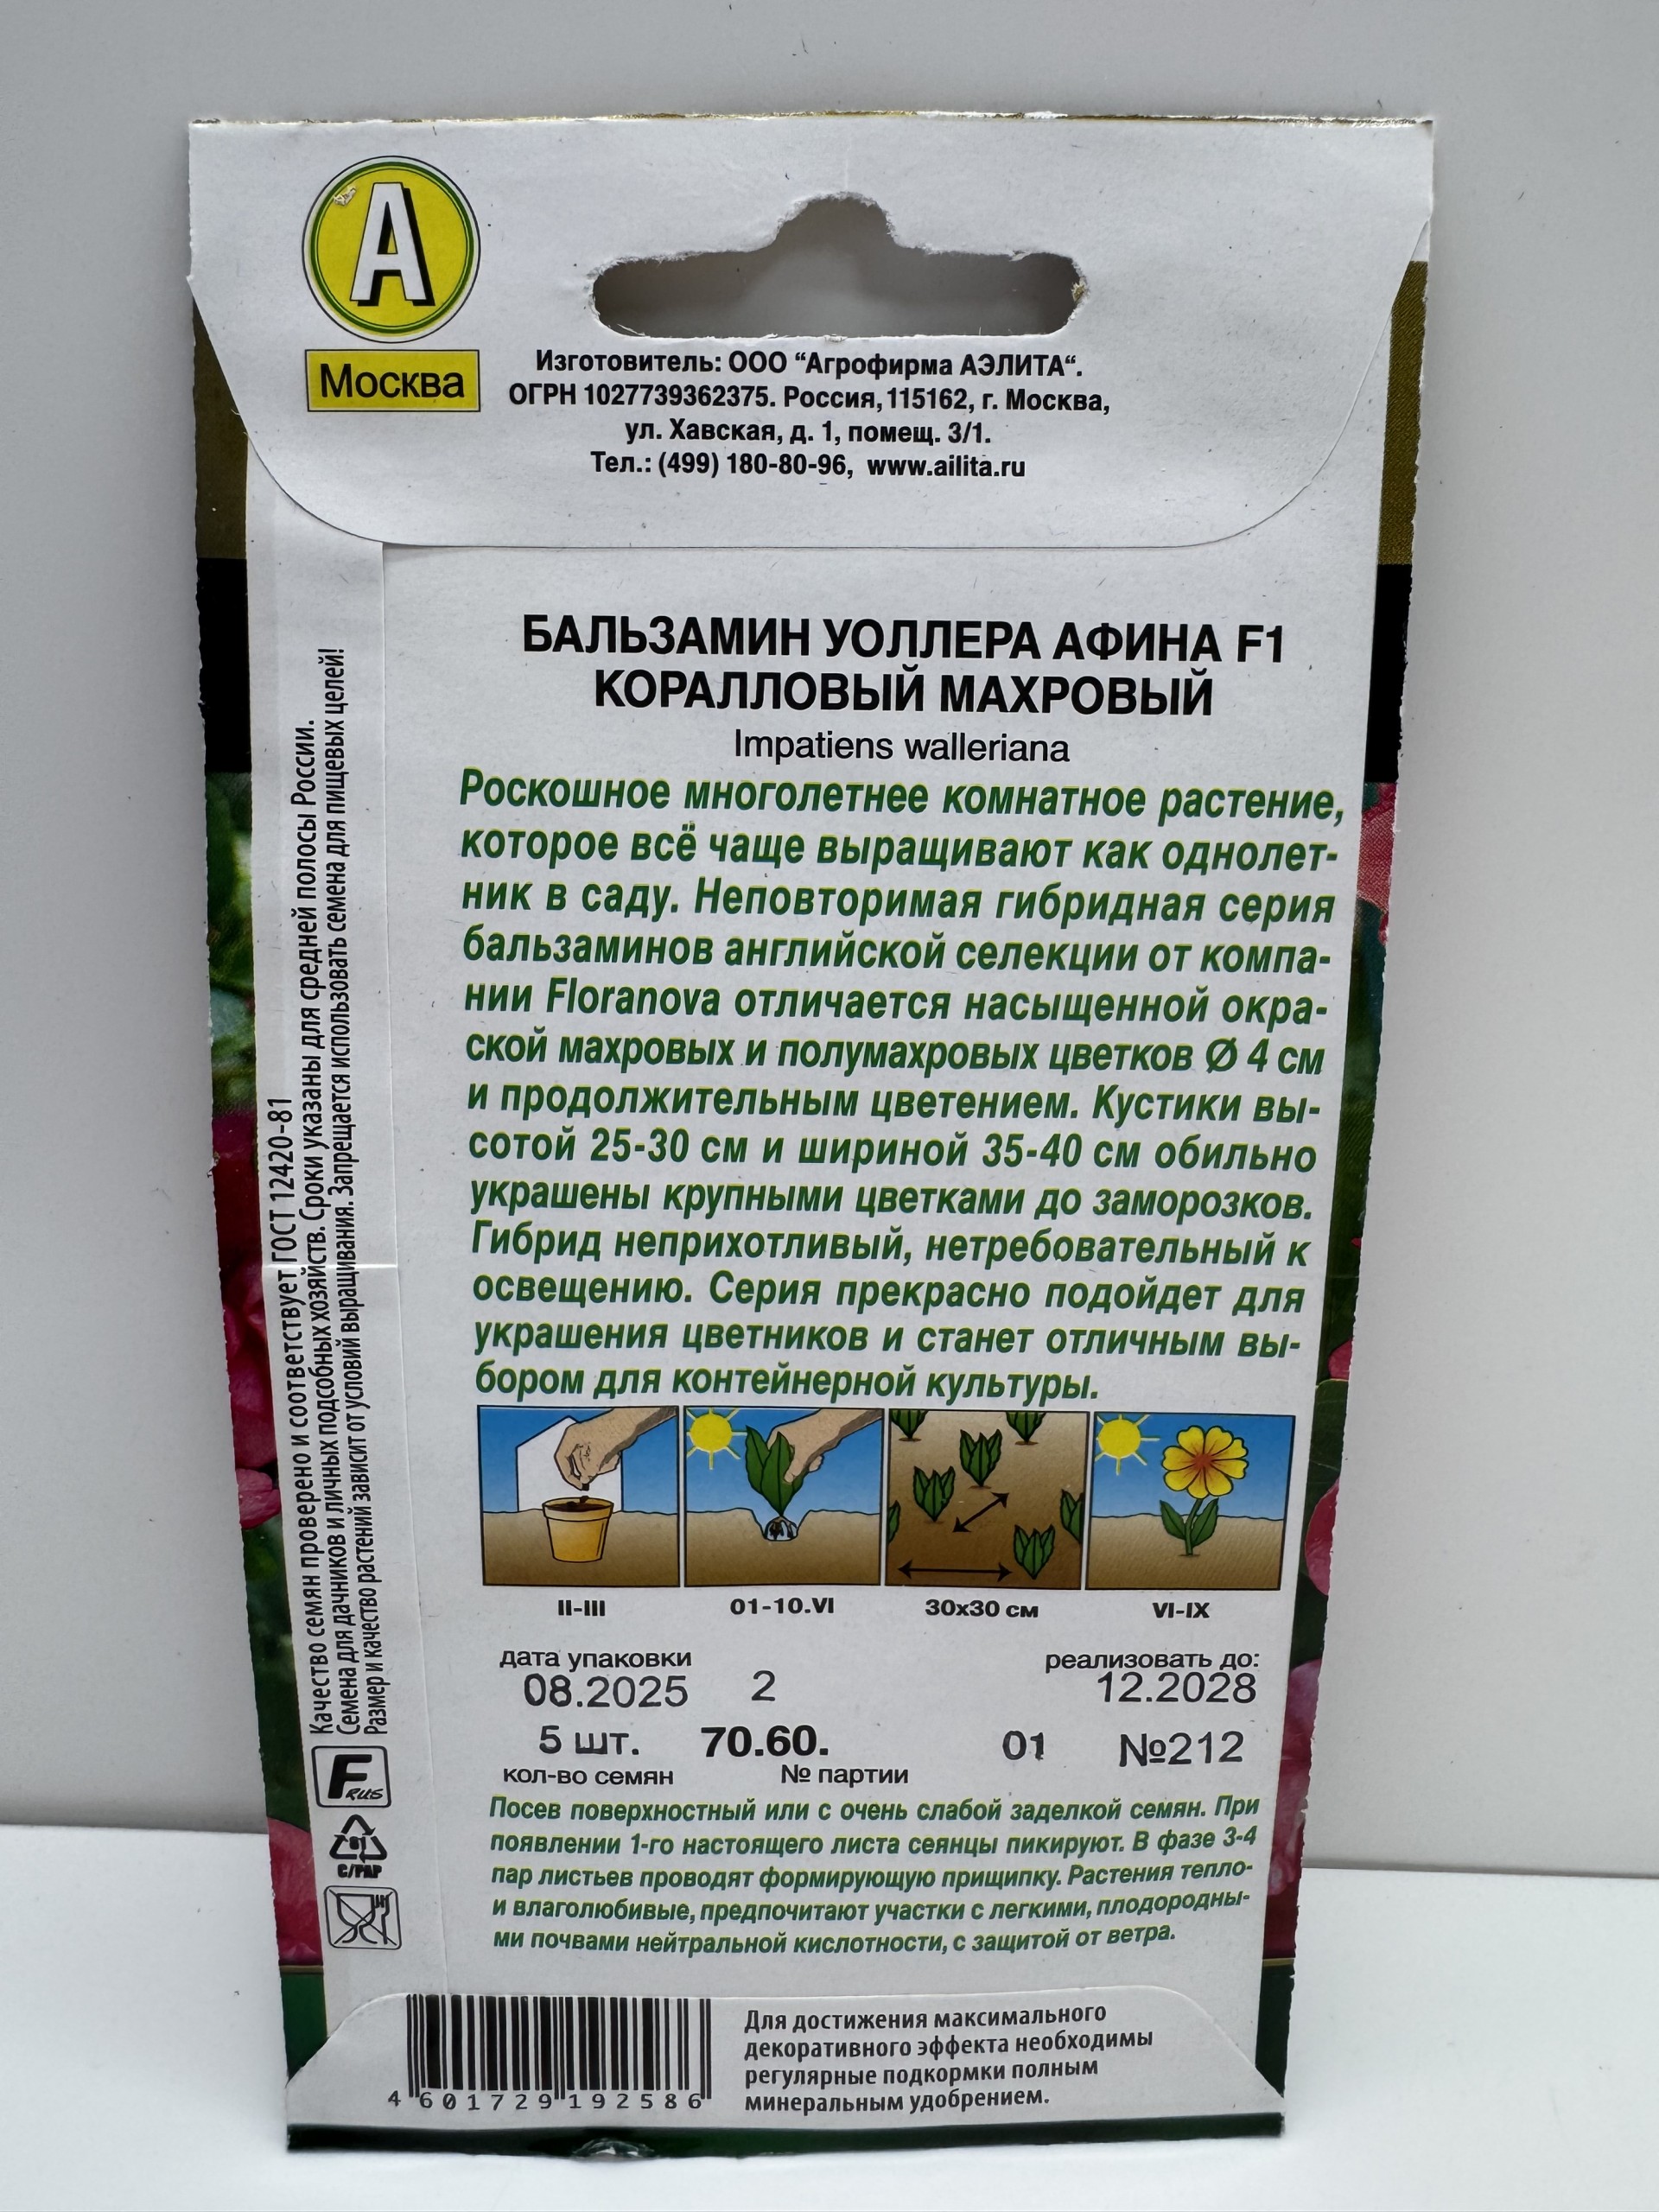 А
Москва
Изготовитель: ООО “Агрофирма АЭЛИТА“.
ОГРН 1027739362375. Россия, 115162, г. Москва,
ул. Хавская, д. 1, помещ. 3/1.
Тел.: (499) 180-80-96, www.ailita.ru
БАЛЬЗАМИН УОЛЛЕРА АФИНА F1
КОРАЛЛОВЫЙ МАХРОВЫЙ
Impatiens walleriana
Роскошное многолетнее комнатное растение,
которое всё чаще выращивают как однолет-
ник в саду. Неповторимая гибридная серия
бальзаминов английской селекции от компа-
нии Floranova отличается насыщенной окра-
ской махровых и полумахровых цветков Ø 4 см
и продолжительным цветением. Кустики вы-
сотой 25-30 см и шириной 35-40 см обильно
украшены крупными цветками до заморозков.
Гибрид неприхотливый, нетребовательный к
освещению. Серия прекрасно подойдет для
украшения цветников и станет отличным вы-
бором для контейнерной культуры.
II-III 01-10.VI 30х30 см VI-IX
дата упаковки реализовать до:
08.2025 2 12.2028
5 шт. 70.60. 01 №212
кол-во семян № партии
Посев поверхностный или с очень слабой заделкой семян. При
появлении 1-го настоящего листа сеянцы пикируют. В фазе 3-4
пар листьев проводят формирующую прищипку. Растения тепло-
и влаголюбивые, предпочитают участки с легкими, плодородны-
ми почвами нейтральной кислотности, с защитой от ветра.
Качество семян проверено и соответствует ГОСТ 12420-81
Семена для дачников и личных подсобных хозяйств. Сроки указаны для средней полосы России.
Размер и качество растений зависит от условий выращивания. Запрещается использовать семена для пищевых целей!
F RUS
81
C/PAP
4 601729 192586
Для достижения максимального
декоративного эффекта необходимы
регулярные подкормки полным
минеральным удобрением.